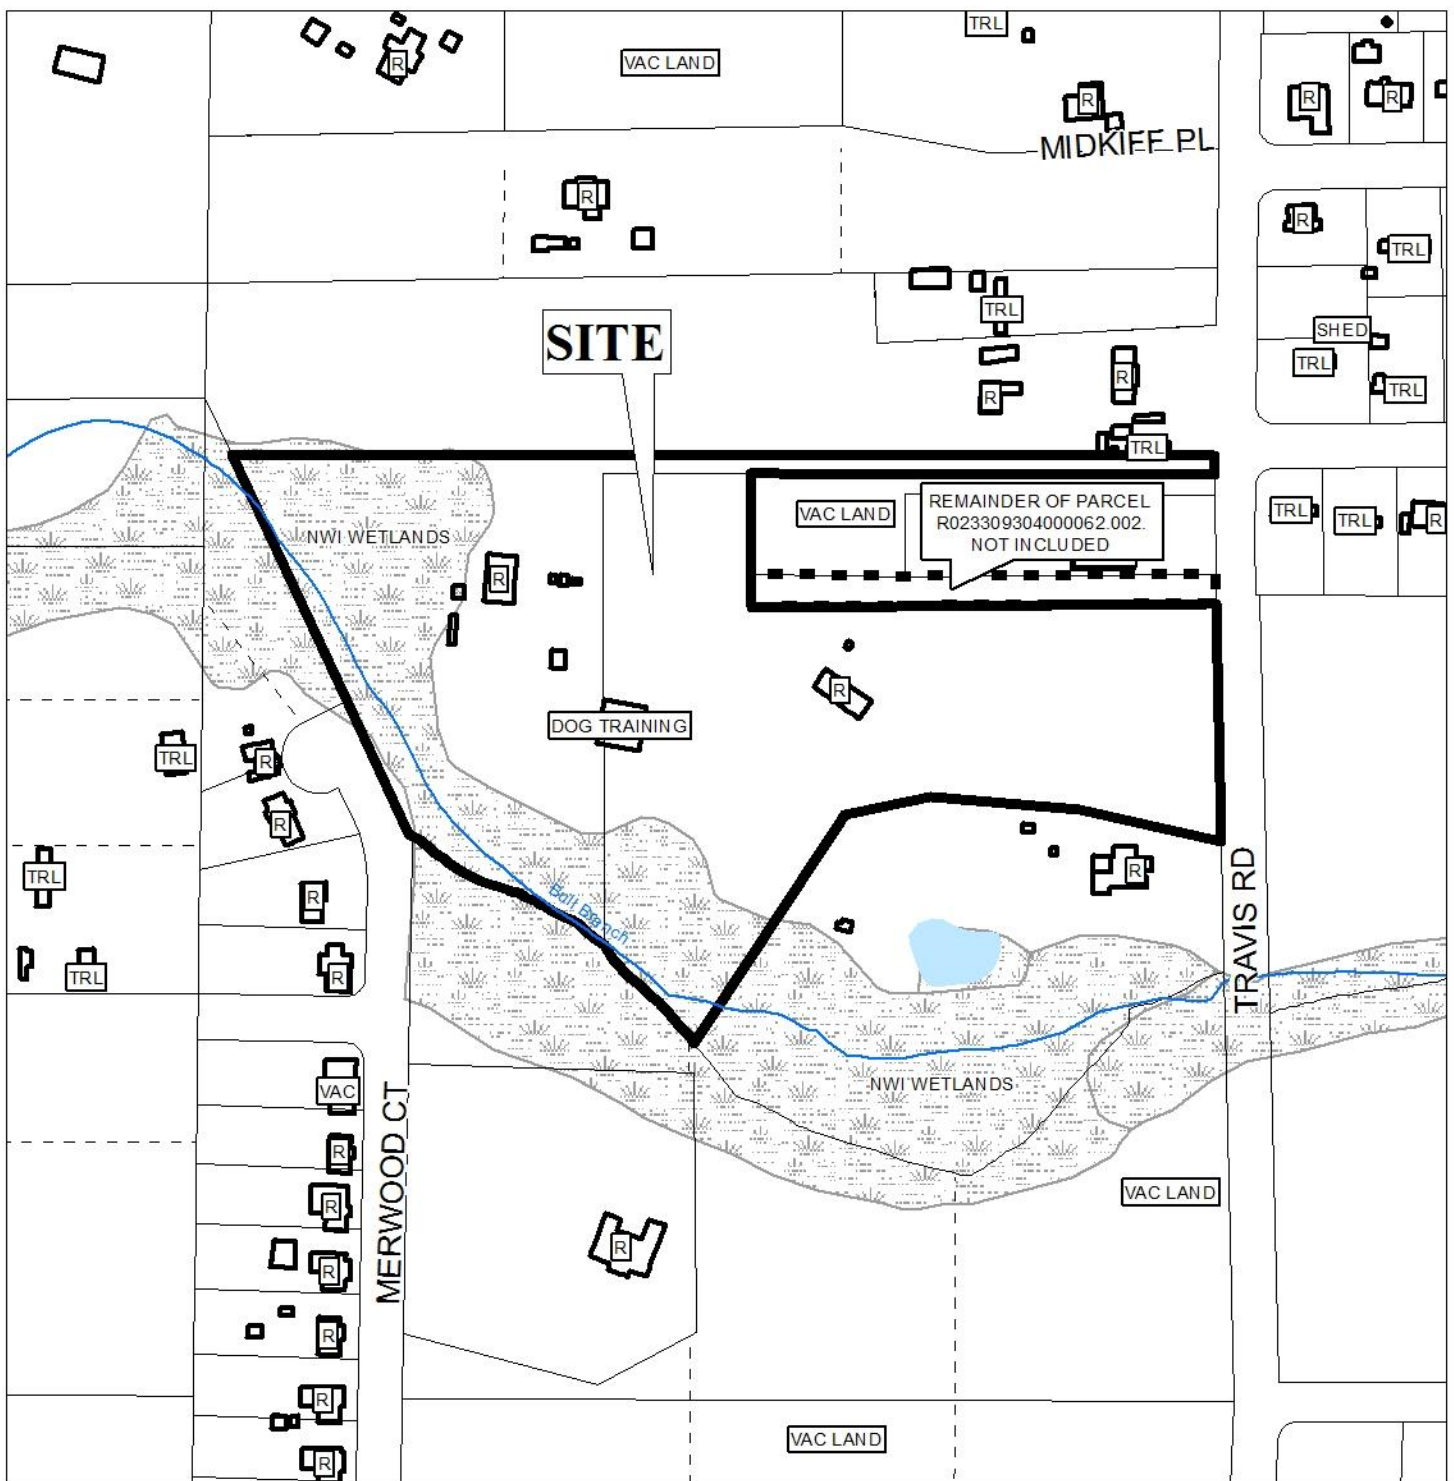 TRL
R
VAC LAND
R
R
R
MIDKIFF PL
R
R
TRL
TRL
SITE
SHED
TRL
R
TRL
R
TRL
VAC LAND
REMAINDER OF PARCEL
R023309304000062.002.
NOT INCLUDED
TRL
TRL
R
NWI WETLANDS
R
R
DOG TRAINING
TRL
R
R
TRL
R
R
TRAVIS RD
Ball Branch
R
TRL
NWI WETLANDS
VAC
MERWOOD CT
R
VAC LAND
R
R
R
R
R
VAC LAND
R